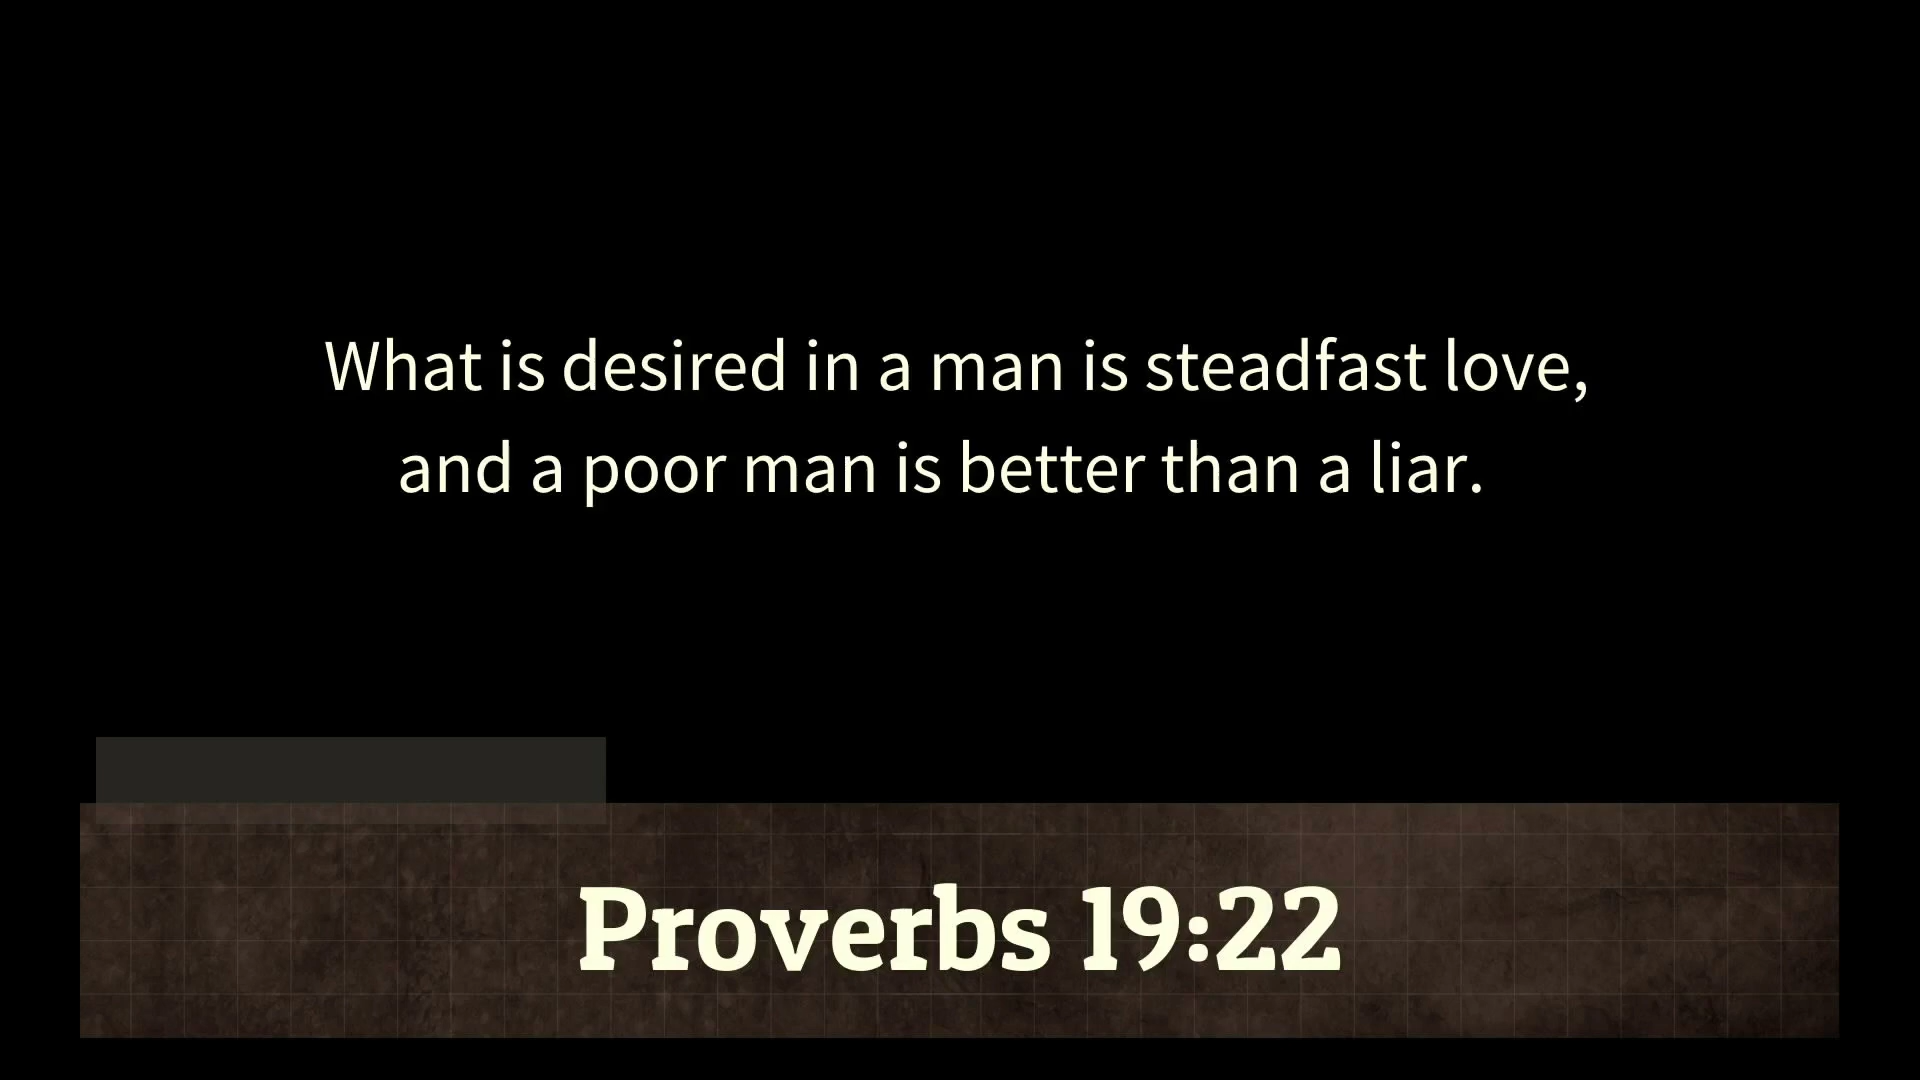 What is desired in a man is steadfast love,
and a poor man is better than a liar.
Proverbs 19:22